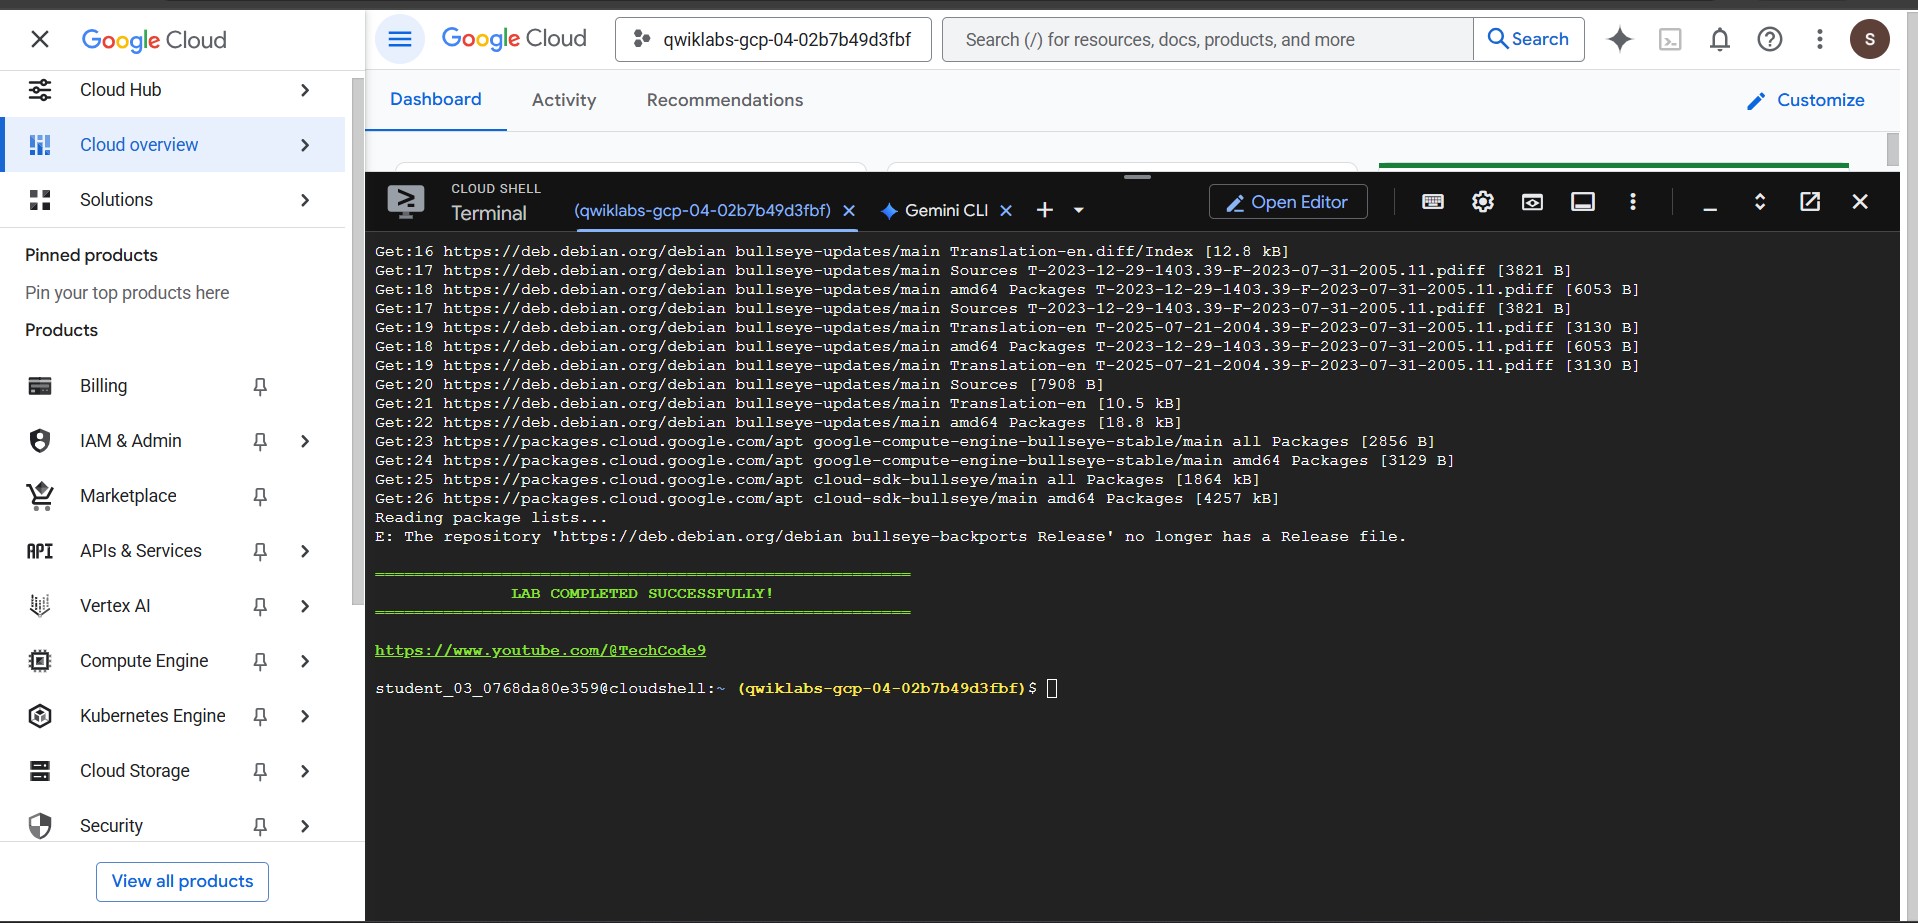 Google Cloud
Cloud Hub
Cloud overview
Solutions
Pinned products
Pin your top products here
Products
Billing
IAM & Admin
Marketplace
API APIs & Services
Vertex AI
Compute Engine
Kubernetes Engine
Cloud Storage
Security
View all products
Google Cloud
qwiklabs-gcp-04-02b7b49d3fbf
Search (/) for resources, docs, products, and more
Search
S
Dashboard
Activity
Recommendations
Customize
CLOUD SHELL
Terminal
(qwiklabs-gcp-04-02b7b49d3fbf)
Gemini CLI
Open Editor
Get:16 https://deb.debian.org/debian bullseye-updates/main Translation-en.diff/Index [12.8 kB]
Get:17 https://deb.debian.org/debian bullseye-updates/main Sources T-2023-12-29-1403.39-F-2023-07-31-2005.11.pdiff [3821 B]
Get:18 https://deb.debian.org/debian bullseye-updates/main amd64 Packages T-2023-12-29-1403.39-F-2023-07-31-2005.11.pdiff [6053 B]
Get:17 https://deb.debian.org/debian bullseye-updates/main Sources T-2023-12-29-1403.39-F-2023-07-31-2005.11.pdiff [3821 B]
Get:19 https://deb.debian.org/debian bullseye-updates/main Translation-en T-2025-07-21-2004.39-F-2023-07-31-2005.11.pdiff [3130 B]
Get:18 https://deb.debian.org/debian bullseye-updates/main amd64 Packages T-2023-12-29-1403.39-F-2023-07-31-2005.11.pdiff [6053 B]
Get:19 https://deb.debian.org/debian bullseye-updates/main Translation-en T-2025-07-21-2004.39-F-2023-07-31-2005.11.pdiff [3130 B]
Get:20 https://deb.debian.org/debian bullseye-updates/main Sources [7908 B]
Get:21 https://deb.debian.org/debian bullseye-updates/main Translation-en [10.5 kB]
Get:22 https://deb.debian.org/debian bullseye-updates/main amd64 Packages [18.8 kB]
Get:23 https://packages.cloud.google.com/apt google-compute-engine-bullseye-stable/main all Packages [2856 B]
Get:24 https://packages.cloud.google.com/apt google-compute-engine-bullseye-stable/main amd64 Packages [3129 B]
Get:25 https://packages.cloud.google.com/apt cloud-sdk-bullseye/main all Packages [1864 kB]
Get:26 https://packages.cloud.google.com/apt cloud-sdk-bullseye/main amd64 Packages [4257 kB]
Reading package lists...
E: The repository 'https://deb.debian.org/debian bullseye-backports Release' no longer has a Release file.
=======================================================
LAB COMPLETED SUCCESSFULLY!
=======================================================
https://www.youtube.com/@TechCode9
student_03_0768da80e359@cloudshell:~ (qwiklabs-gcp-04-02b7b49d3fbf)$